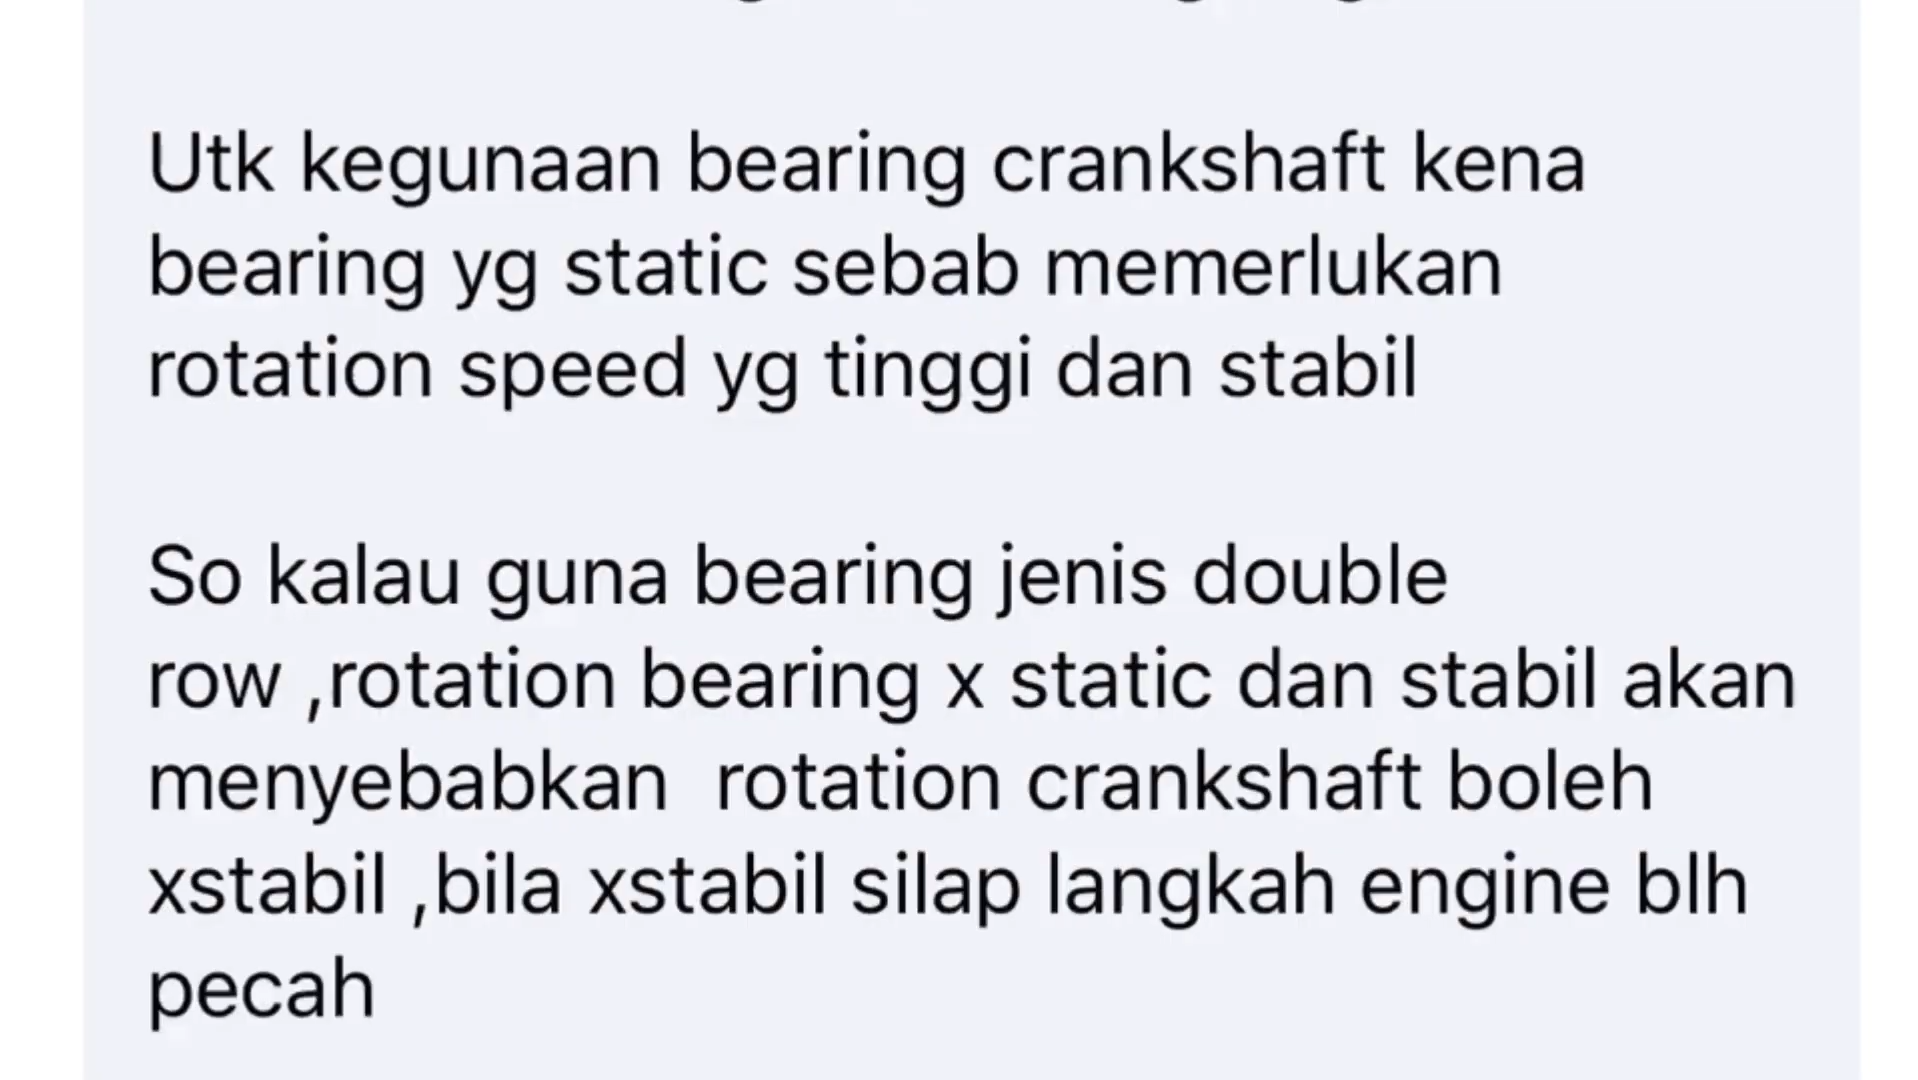 Utk kegunaan bearing crankshaft kena
bearing yg static sebab memerlukan
rotation speed yg tinggi dan stabil
So kalau guna bearing jenis double
row ,rotation bearing x static dan stabil akan
menyebabkan  rotation crankshaft boleh
xstabil ,bila xstabil silap langkah engine blh
pecah